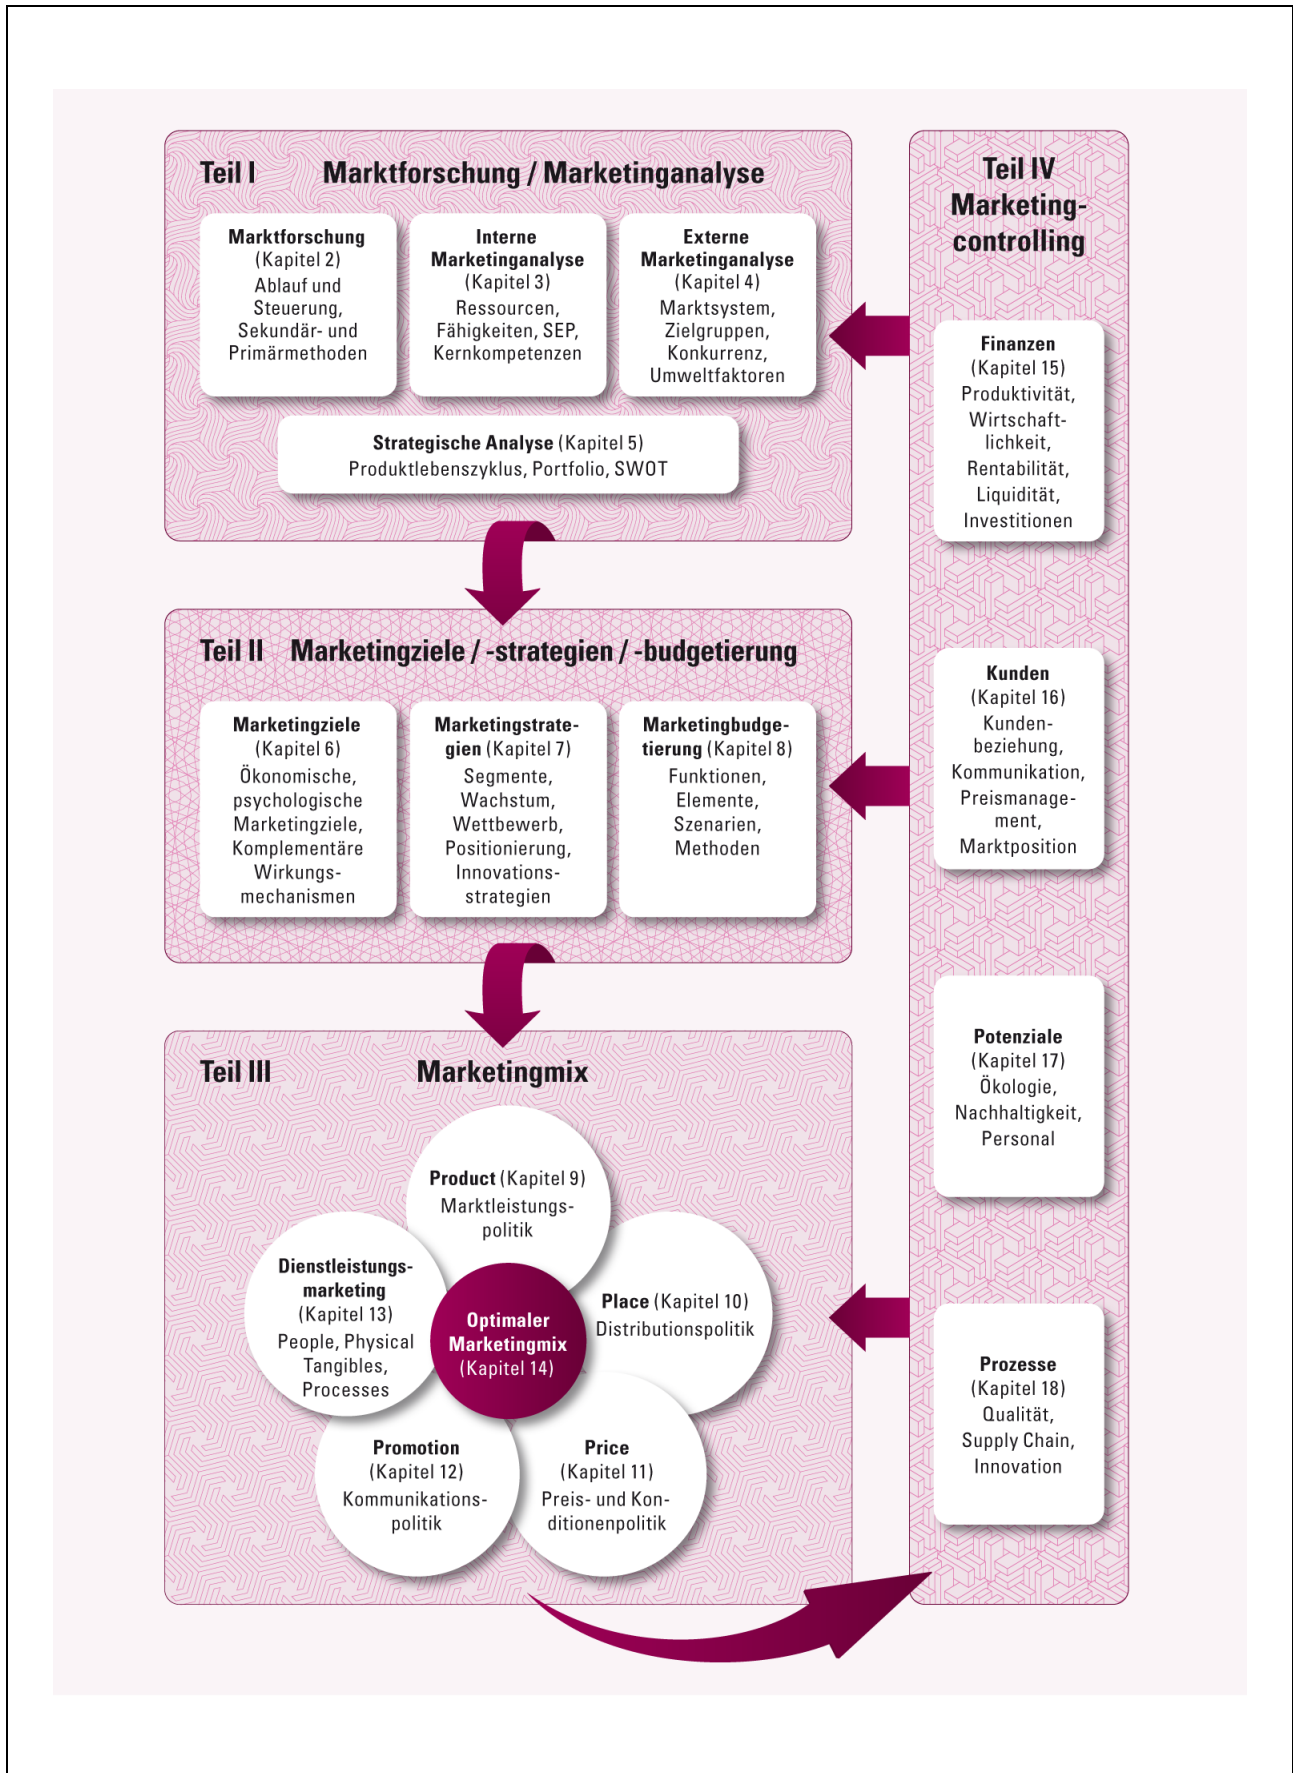 Teil I Marktforschung / Marketinganalyse
Marktforschung
(Kapitel 2)
Ablauf und
Steuerung,
Sekundär- und
Primärmethoden
Interne
Marketinganalyse
(Kapitel 3)
Ressourcen,
Fähigkeiten, SEP,
Kernkompetenzen
Externe
Marketinganalyse
(Kapitel 4)
Marktsystem,
Zielgruppen,
Konkurrenz,
Umweltfaktoren
Strategische Analyse (Kapitel 5)
Produktlebenszyklus, Portfolio, SWOT
Teil II Marketingziele / -strategien / -budgetierung
Marketingziele
(Kapitel 6)
Ökonomische,
psychologische
Marketingziele,
Komplementäre
Wirkungs-
mechanismen
Marketingstrate-
gien (Kapitel 7)
Segmente,
Wachstum,
Wettbewerb,
Positionierung,
Innovations-
strategien
Marketingbudge-
tierung (Kapitel 8)
Funktionen,
Elemente,
Szenarien,
Methoden
Teil III Marketingmix
Product (Kapitel 9)
Marktleistungs-
politik
Place (Kapitel 10)
Distributionspolitik
Price
(Kapitel 11)
Preis- und Kon-
ditionenpolitik
Promotion
(Kapitel 12)
Kommunikations-
politik
Dienstleistungs-
marketing
(Kapitel 13)
People, Physical
Tangibles,
Processes
Optimaler
Marketingmix
(Kapitel 14)
Teil IV
Marketing-
controlling
Finanzen
(Kapitel 15)
Produktivität,
Wirtschaft-
lichkeit,
Rentabilität,
Liquidität,
Investitionen
Kunden
(Kapitel 16)
Kunden-
beziehung,
Kommunikation,
Preismanage-
ment,
Marktposition
Potenziale
(Kapitel 17)
Ökologie,
Nachhaltigkeit,
Personal
Prozesse
(Kapitel 18)
Qualität,
Supply Chain,
Innovation